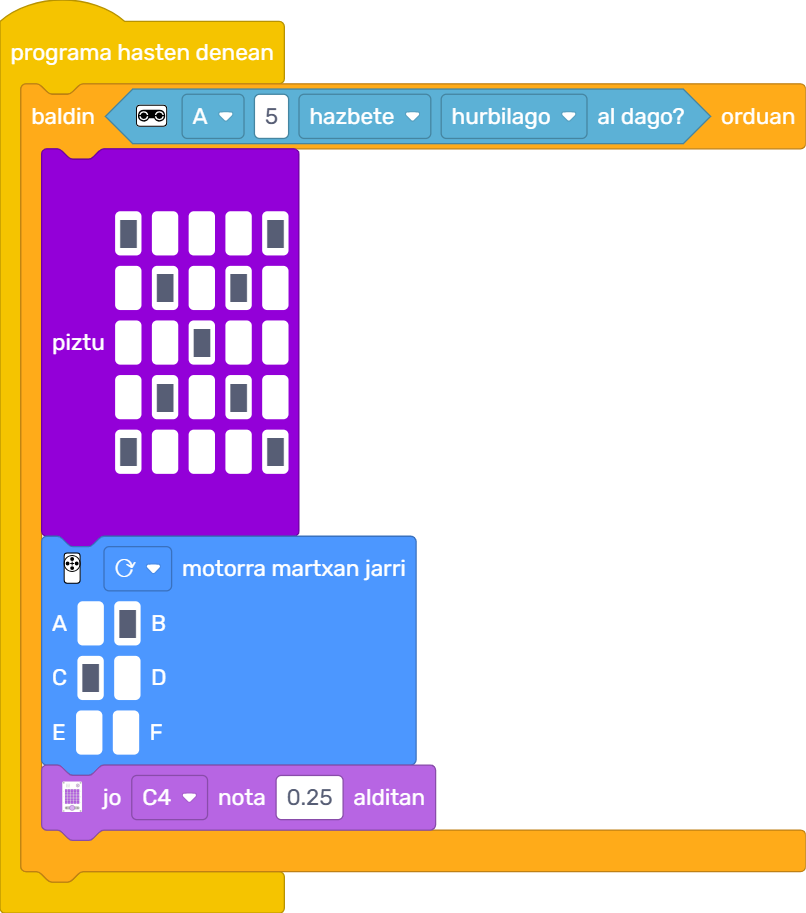 programa hasten denean
baldin A 5 hazbete hurbilago al dago? orduan
piztu
motorra martxan jarri
A B
C D
E F
jo C4 nota 0.25 alditan